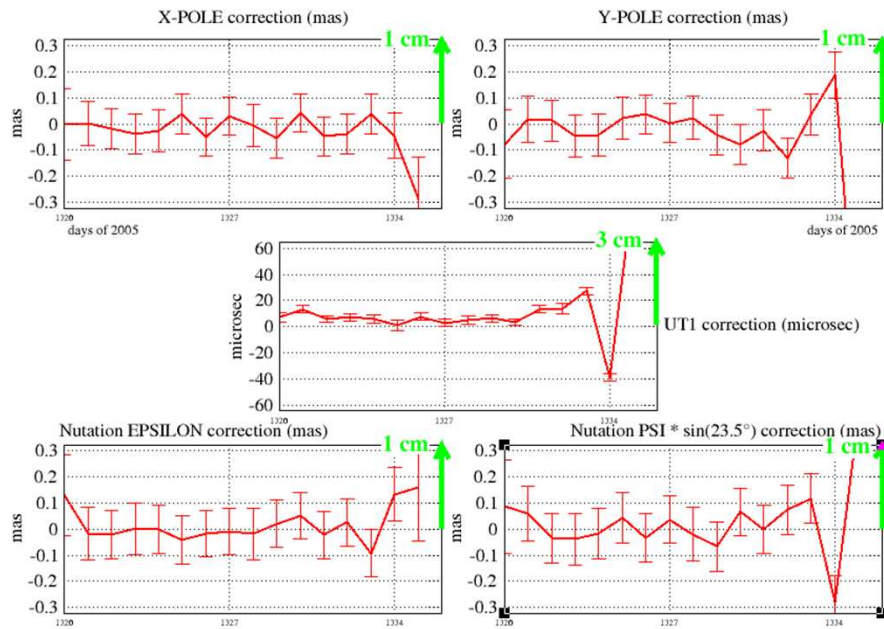 X-POLE correction (mas)
1 cm
0.3
0.2
0.1
0
-0.1
-0.2
-0.3
mas
1320
1327
1334
days of 2005
Y-POLE correction (mas)
1 cm
0.3
0.2
0.1
0
-0.1
-0.2
-0.3
mas
1320
1327
1334
days of 2005
3 cm
60
40
20
0
-20
-40
-60
microsec
1320
1327
1334
UT1 correction (microsec)
Nutation EPSILON correction (mas)
1 cm
0.3
0.2
0.1
0
-0.1
-0.2
-0.3
mas
1320
1327
1334
Nutation PSI * sin(23.5°) correction (mas)
1 cm
0.3
0.2
0.1
0
-0.1
-0.2
-0.3
mas
1320
1327
1334